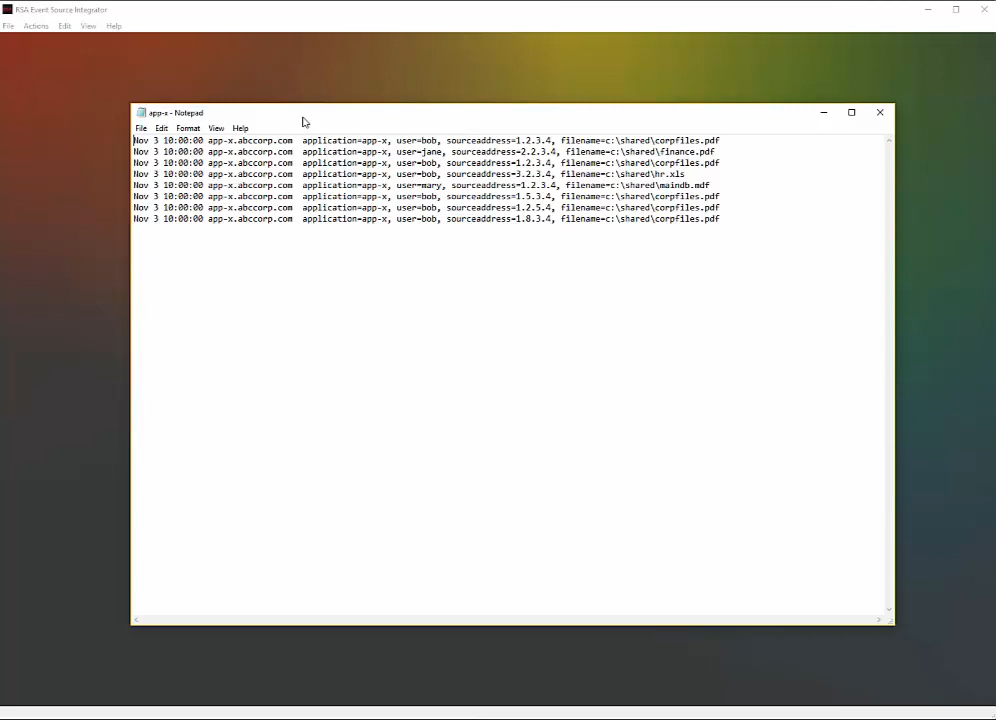 RSA Event Source Integrator
File Actions Edit View Help
app-x - Notepad
File Edit Format View Help
Nov 3 10:00:00 app-x.abccorp.com  application=app-x, user=bob, sourceaddress=1.2.3.4, filename=c:\shared\corpfiles.pdf
Nov 3 10:00:00 app-x.abccorp.com  application=app-x, user=jane, sourceaddress=2.2.3.4, filename=c:\shared\finance.pdf
Nov 3 10:00:00 app-x.abccorp.com  application=app-x, user=bob, sourceaddress=1.2.3.4, filename=c:\shared\corpfiles.pdf
Nov 3 10:00:00 app-x.abccorp.com  application=app-x, user=bob, sourceaddress=3.2.3.4, filename=c:\shared\hr.xls
Nov 3 10:00:00 app-x.abccorp.com  application=app-x, user=mary, sourceaddress=1.2.3.4, filename=c:\shared\maindb.mdf
Nov 3 10:00:00 app-x.abccorp.com  application=app-x, user=bob, sourceaddress=1.5.3.4, filename=c:\shared\corpfiles.pdf
Nov 3 10:00:00 app-x.abccorp.com  application=app-x, user=bob, sourceaddress=1.2.5.4, filename=c:\shared\corpfiles.pdf
Nov 3 10:00:00 app-x.abccorp.com  application=app-x, user=bob, sourceaddress=1.8.3.4, filename=c:\shared\corpfiles.pdf